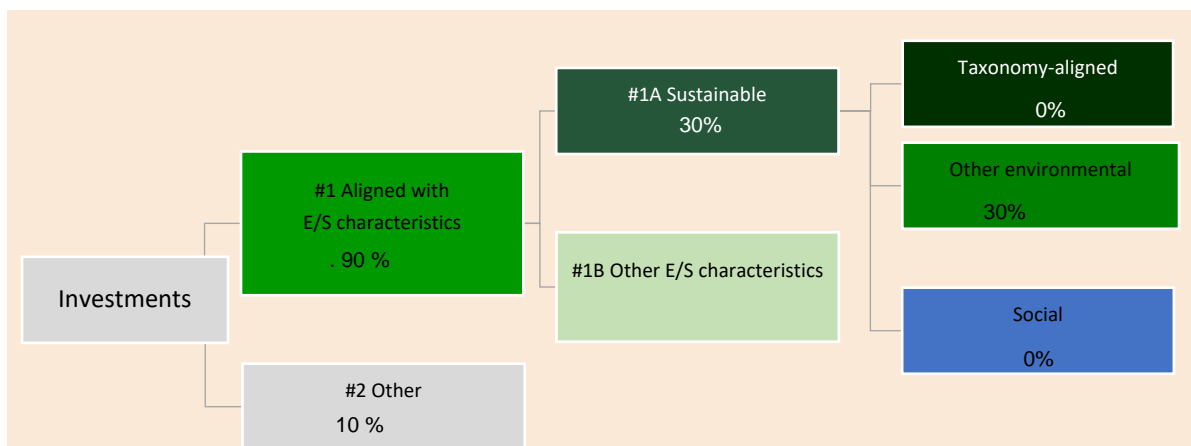 Investments
#1 Aligned with
E/S characteristics
. 90 %
#2 Other
10 %
#1A Sustainable
30%
#1B Other E/S characteristics
Taxonomy-aligned
0%
Other environmental
30%
Social
0%